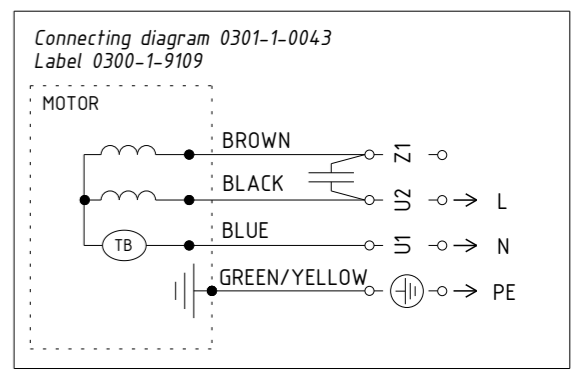 Connecting diagram 0301-1-0043
Label 0300-1-9109
MOTOR
BROWN
Z1
BLACK
U2
L
TB
BLUE
U1
N
GREEN/YELLOW
PE